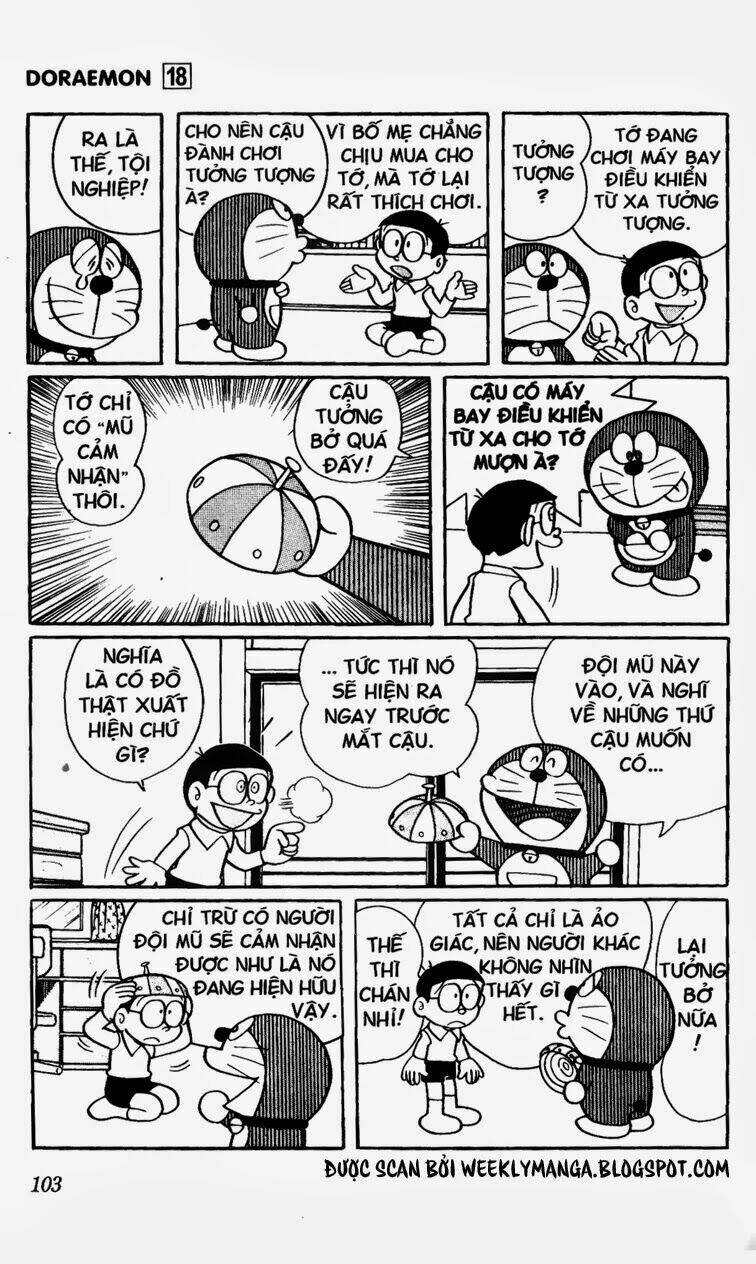 DORAEMON 18
TỚ ĐANG
CHƠI MÁY BAY
ĐIỀU KHIỂN
TỪ XA TƯỞNG
TƯỢNG.
TƯỞNG
TƯỢNG
?
VÌ BỐ MẸ CHẲNG
CHỊU MUA CHO
TỚ, MÀ TỚ LẠI
RẤT THÍCH CHƠI.
CHO NÊN CẬU
ĐÀNH CHƠI
TƯỞNG TƯỢNG
À?
RA LÀ
THẾ, TỘI
NGHIỆP!
CẬU CÓ MÁY
BAY ĐIỀU KHIỂN
TỪ XA CHO TỚ
MƯỢN À?
CẬU
TƯỞNG
BỞ QUÁ
ĐẤY!
TỚ CHỈ
CÓ “MŨ
CẢM
NHẬN”
THÔI.
ĐỘI MŨ NÀY
VÀO, VÀ NGHĨ
VỀ NHỮNG THỨ
CẬU MUỐN
CÓ...
... TỨC THÌ NÓ
SẼ HIỆN RA
NGAY TRƯỚC
MẮT CẬU.
NGHĨA
LÀ CÓ ĐỒ
THẬT XUẤT
HIỆN CHỨ
GÌ?
LẠI
TƯỞNG
BỞ
NỮA
!
TẤT CẢ CHỈ LÀ ẢO
GIÁC, NÊN NGƯỜI KHÁC
KHÔNG NHÌN
THẤY GÌ
HẾT.
THẾ
THÌ
CHÁN
NHỈ!
CHỈ TRỪ CÓ NGƯỜI
ĐỘI MŨ SẼ CẢM NHẬN
ĐƯỢC NHƯ LÀ NÓ
ĐANG HIỆN HỮU
VẬY.
103
ĐƯỢC SCAN BỞI WEEKLYMANGA.BLOGSPOT.COM